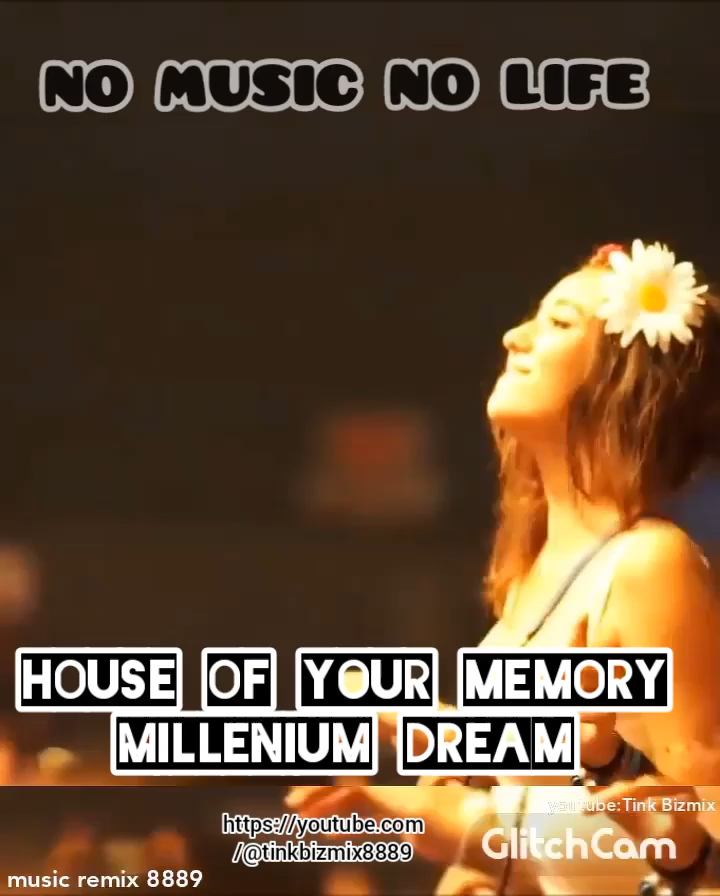 NO MUSIC NO LIFE
HOUSE OF YOUR MEMORY
MILLENIUM DREAM
youtube:Tink Bizmix
https://youtube.com
/@tinkbizmix8889
GlitchCam
music remix 8889